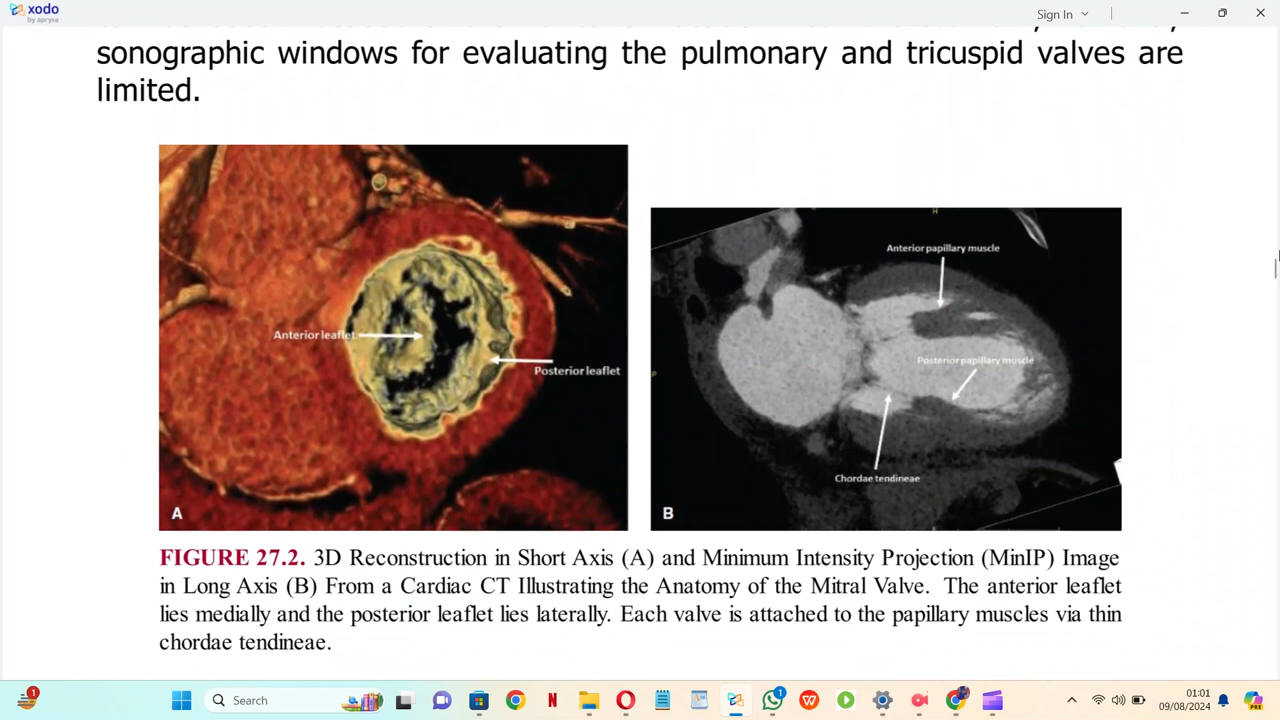 xodo
by apryse
Sign In
sonographic windows for evaluating the pulmonary and tricuspid valves are
limited.
Anterior leaflet
Posterior leaflet
A
H
Anterior papillary muscle
P
Posterior papillary muscle
Chordae tendineae
B
FIGURE 27.2. 3D Reconstruction in Short Axis (A) and Minimum Intensity Projection (MinIP) Image
in Long Axis (B) From a Cardiac CT Illustrating the Anatomy of the Mitral Valve. The anterior leaflet
lies medially and the posterior leaflet lies laterally. Each valve is attached to the papillary muscles via thin
chordae tendineae.
1
Search
1
01:01
09/08/2024
PRE